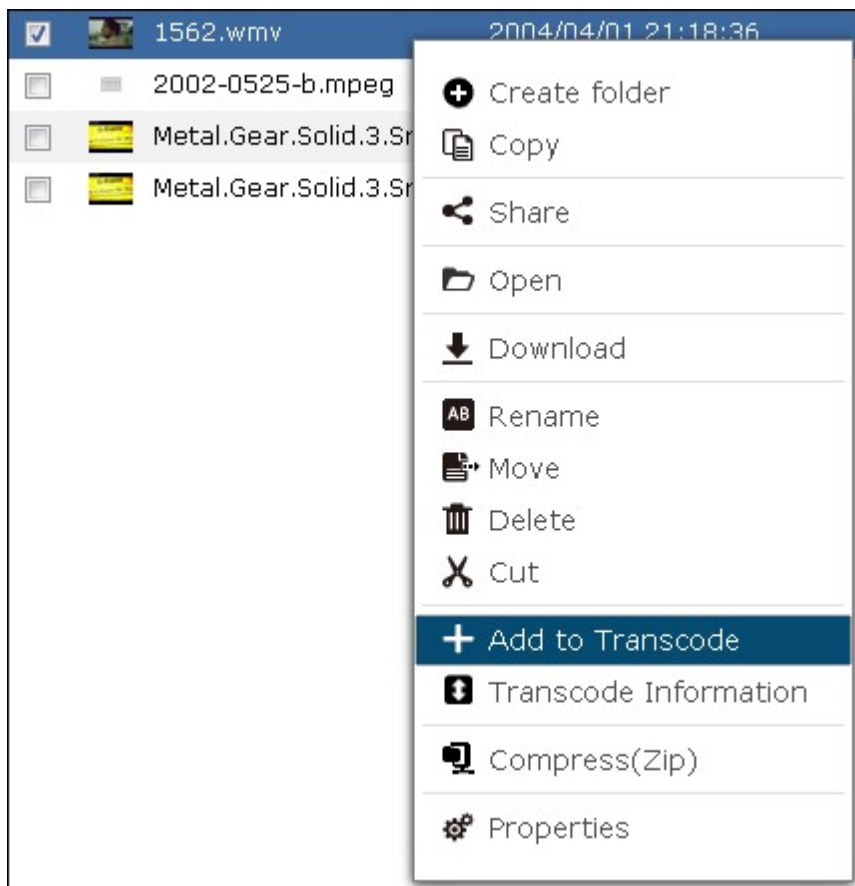 1562.wmv 2004/04/01 21:18:36
2002-0525-b.mpeg
Metal.Gear.Solid.3.Sn
Metal.Gear.Solid.3.Sn
Create folder
Copy
Share
Open
Download
AB Rename
Move
Delete
Cut
Add to Transcode
Transcode Information
Compress(Zip)
Properties